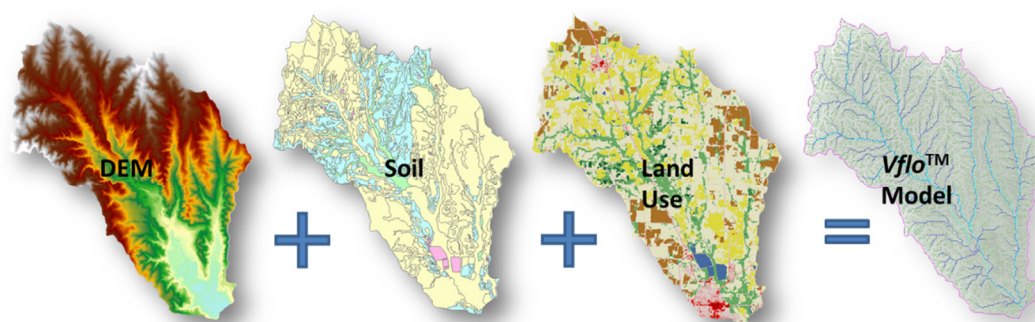 DEM
+
Soil
+
Land
Use
=
Vflo™
Model